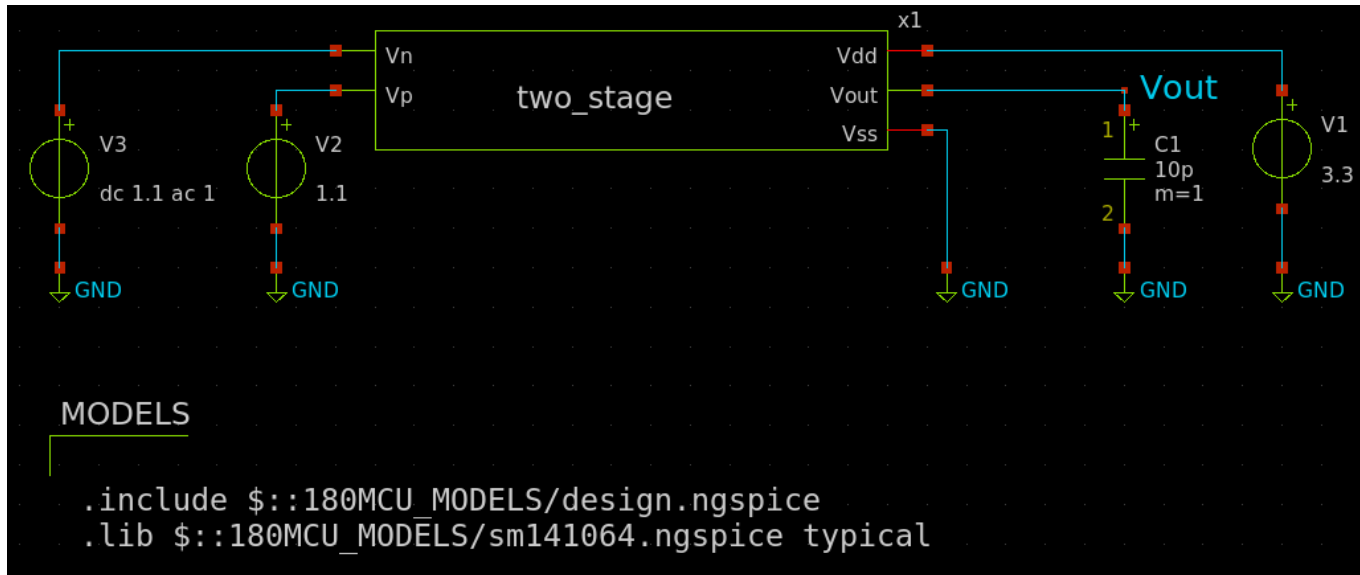 x1
Vn
Vdd
Vp
two_stage
Vout
Vout
Vss
V3
dc 1.1 ac 1
V2
1.1
1
C1
10p
m=1
2
V1
3.3
GND
GND
GND
GND
GND
MODELS
.include $::180MCU_MODELS/design.ngspice
.lib $::180MCU_MODELS/sm141064.ngspice typical